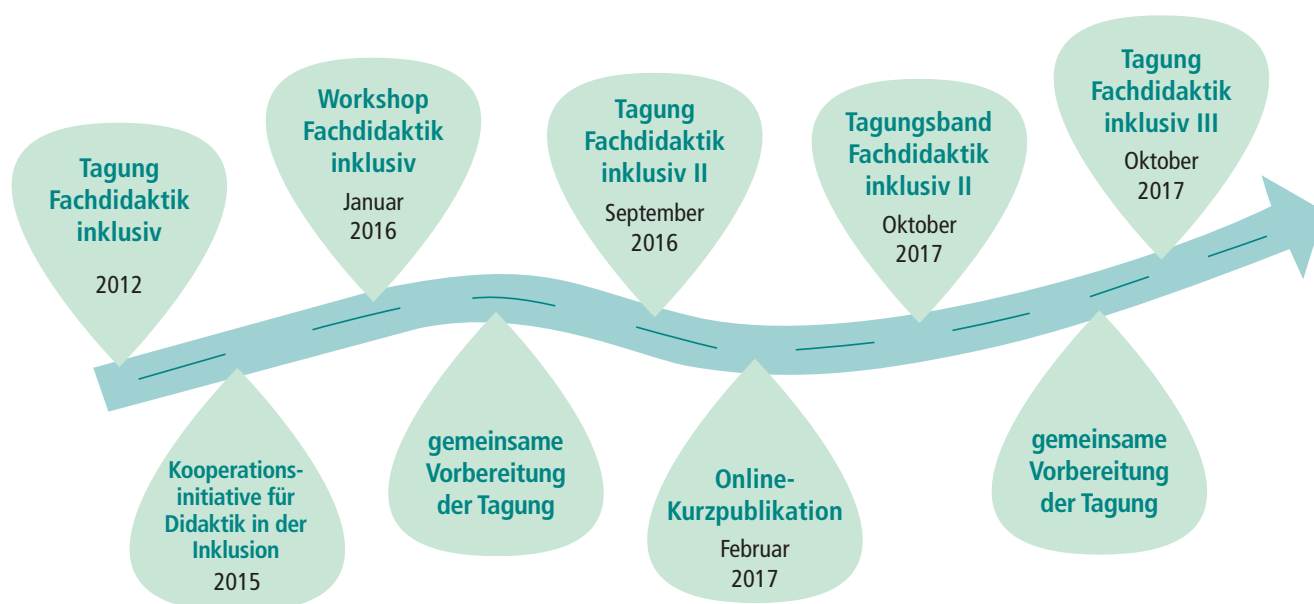 Tagung
Fachdidaktik
inklusiv
2012
Kooperations-
initiative für
Didaktik in der
Inklusion
2015
Workshop
Fachdidaktik
inklusiv
Januar
2016
gemeinsame
Vorbereitung
der Tagung
Tagung
Fachdidaktik
inklusiv II
September
2016
Online-
Kurzpublikation
Februar
2017
Tagungsband
Fachdidaktik
inklusiv II
Oktober
2017
gemeinsame
Vorbereitung
der Tagung
Tagung
Fachdidaktik
inklusiv III
Oktober
2017